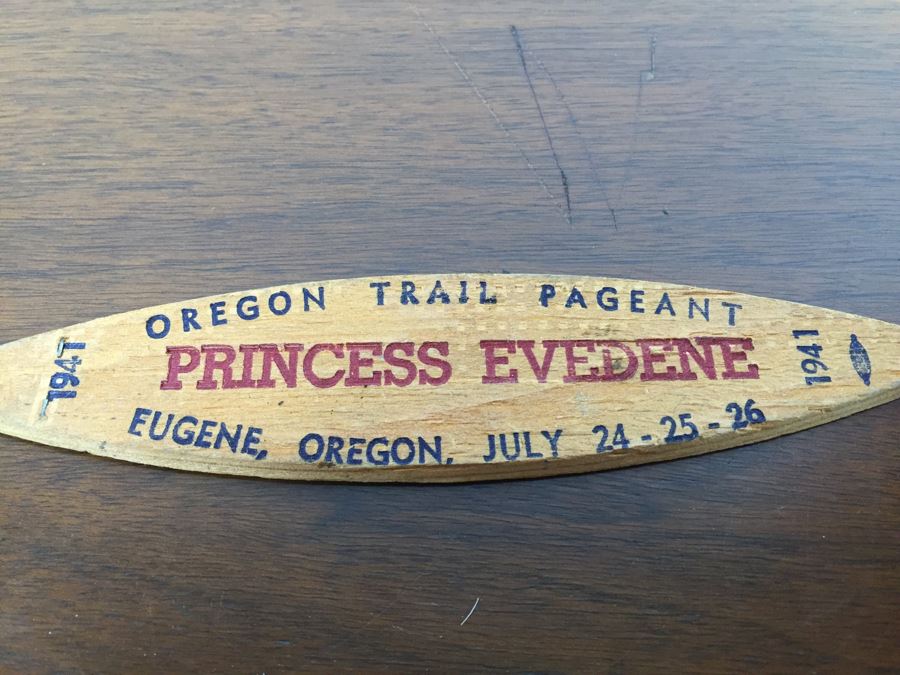 OREGON TRAIL PAGEANT
1941
PRINCESS EVEDENE
1941
EUGENE, OREGON, JULY 24 - 25 - 26